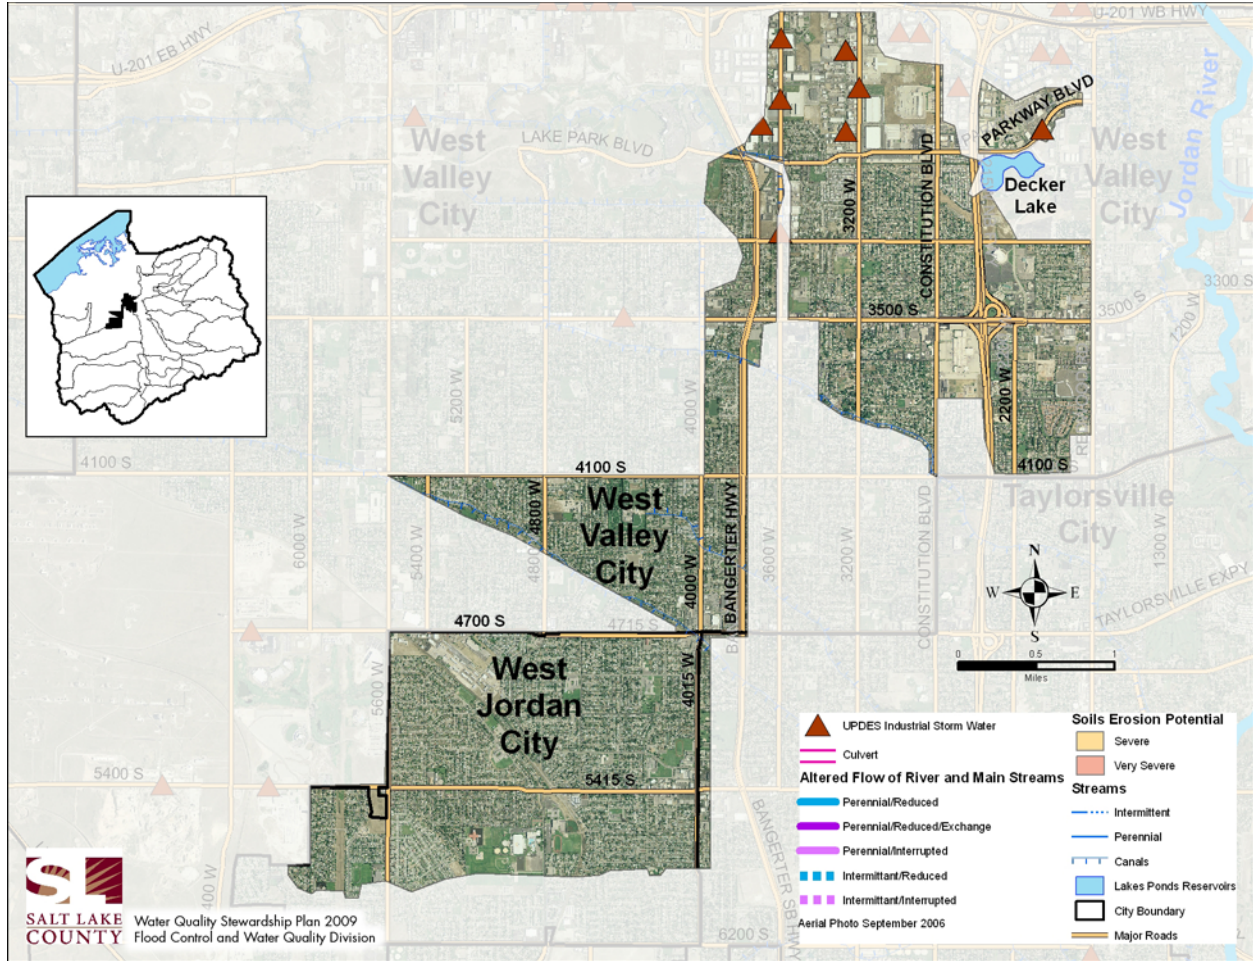 U-201 EB HWY
U-201 WB HWY
West
Valley
City
LAKE PARK BLVD
PARKWAY BLVD
West
Valley
City
Jordan River
Decker
Lake
3200 W
CONSTITUTION BLVD
3500 S
3500 S
3300 S
1200 W
5200 W
4000 W
2200 W
4100 S
4100 S
4100 S
West
Valley
City
4800 W
4000 W
BANGERTER HWY
Taylorsville
City
6000 W
5400 W
3600 W
3200 W
CONSTITUTION BLVD
1300 W
TAYLORSVILLE EXPY
N
W
E
S
0
0.5
1
Miles
4700 S
4715 S
West
Jordan
City
4015 W
5600 W
5400 S
5415 S
BANGERTER SB HWY
6200 S
UPDES Industrial Storm Water
Culvert
Altered Flow of River and Main Streams
Perennial/Reduced
Perennial/Reduced/Exchange
Perennial/Interrupted
Intermittant/Reduced
Intermittant/Interrupted
Aerial Photo September 2006
Soils Erosion Potential
Severe
Very Severe
Streams
Intermittent
Perennial
Canals
Lakes Ponds Reservoirs
City Boundary
Major Roads
SL
SALT LAKE
COUNTY
Water Quality Stewardship Plan 2009
Flood Control and Water Quality Division